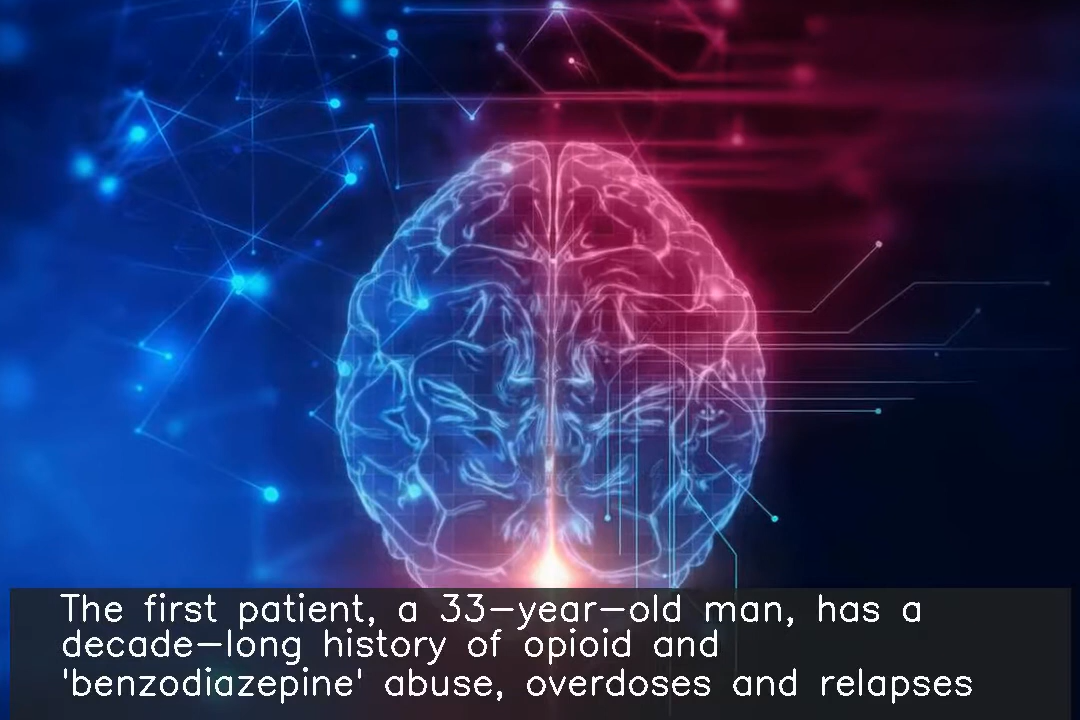 The first patient, a 33-year-old man, has a
decade-long history of opioid and
'benzodiazepine' abuse, overdoses and relapses